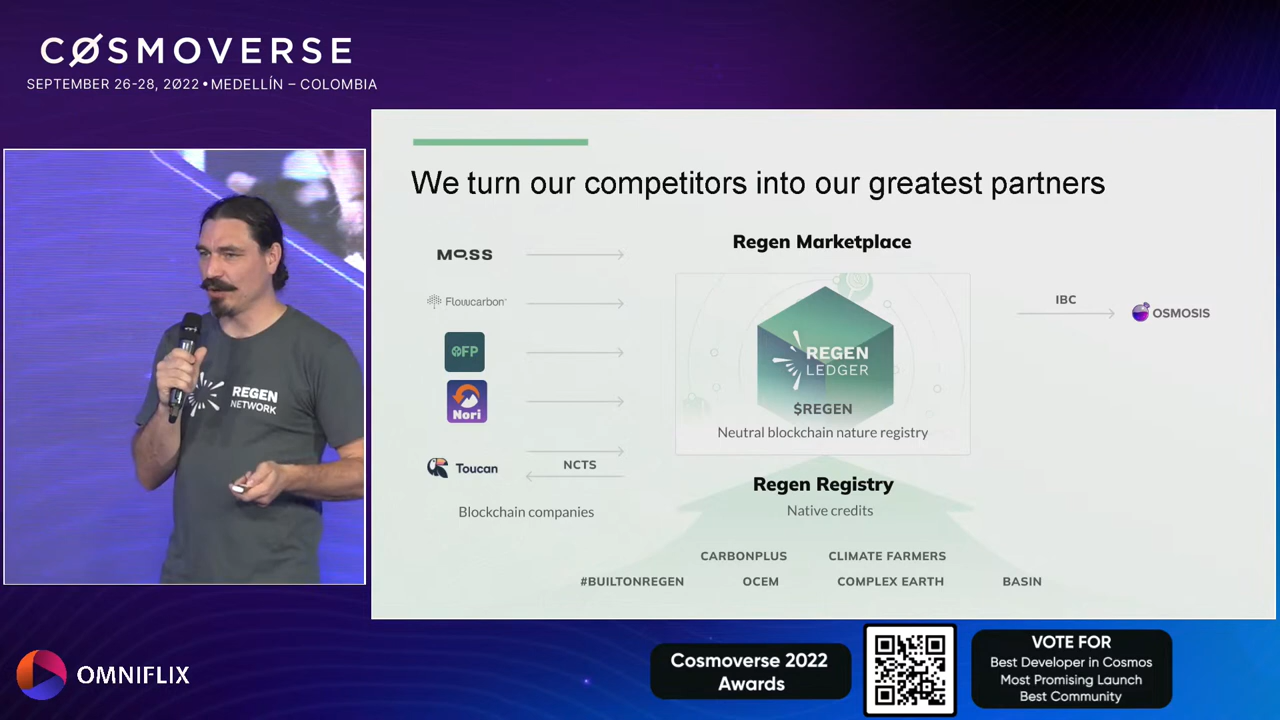 CØSMOVERSE
SEPTEMBER 26-28, 2Ø22 • MEDELLÍN – COLOMBIA
We turn our competitors into our greatest partners
MOSS
Flowcarbon
OFP
Nori
Toucan
NCTS
Blockchain companies
Regen Marketplace
REGEN
LEDGER
$REGEN
Neutral blockchain nature registry
IBC
OSMOSIS
Regen Registry
Native credits
CARBONPLUS CLIMATE FARMERS
#BUILTONREGEN OCEM COMPLEX EARTH BASIN
REGEN
NETWORK
OMNIFLIX
Cosmoverse 2022
Awards
VOTE FOR
Best Developer in Cosmos
Most Promising Launch
Best Community